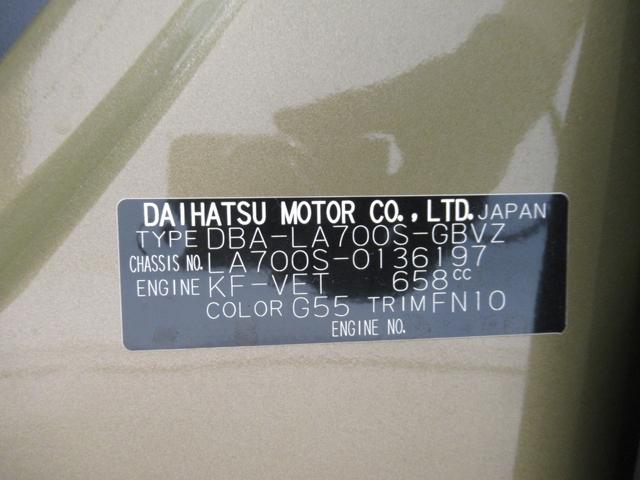 DAIHATSU MOTOR CO., LTD. JAPAN
TYPE DBA-LA700S-GBVZ
CHASSIS NO. LA700S-0136197
ENGINE KF-VET 658cc
COLOR G55 TRIM FN10
ENGINE NO.